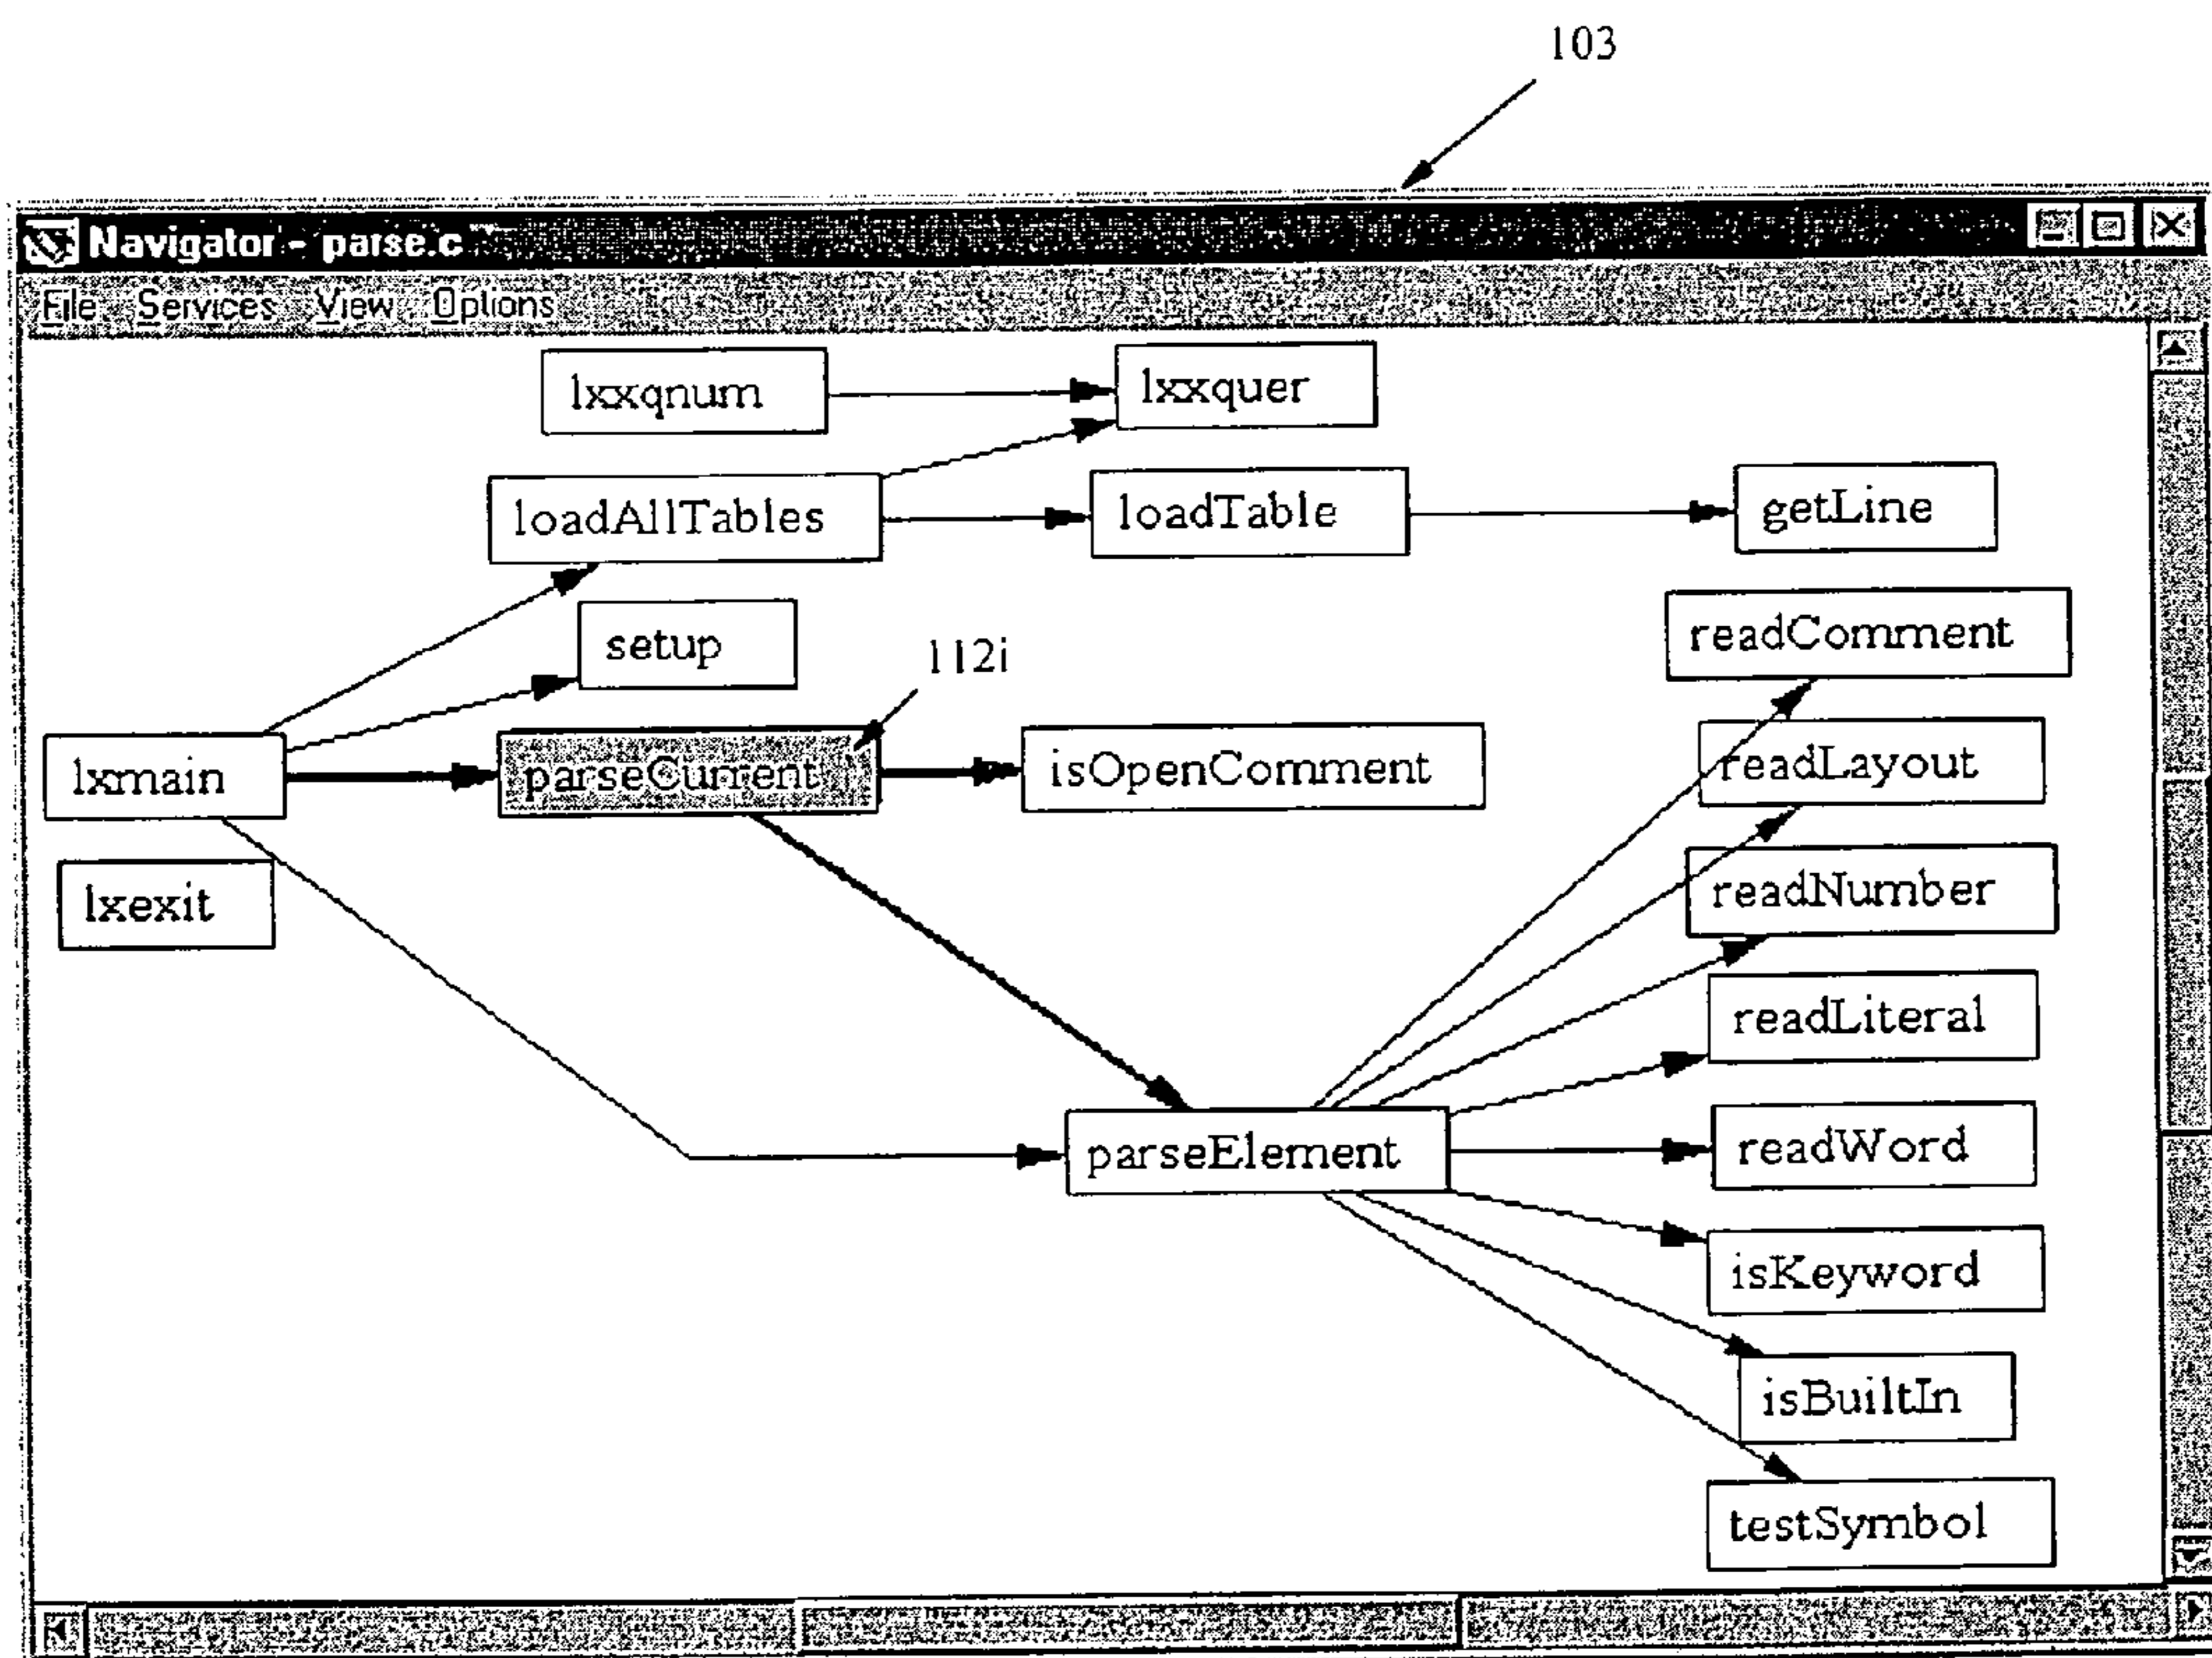 103
Navigator - parse.c
File Services View Options
lxxqnum
lxxquer
loadAllTables
loadTable
getLine
setup
112i
readComment
lxmain
parseCurrent
isOpenComment
readLayout
lxexit
readNumber
readLiteral
parseElement
readWord
isKeyword
isBuiltIn
testSymbol